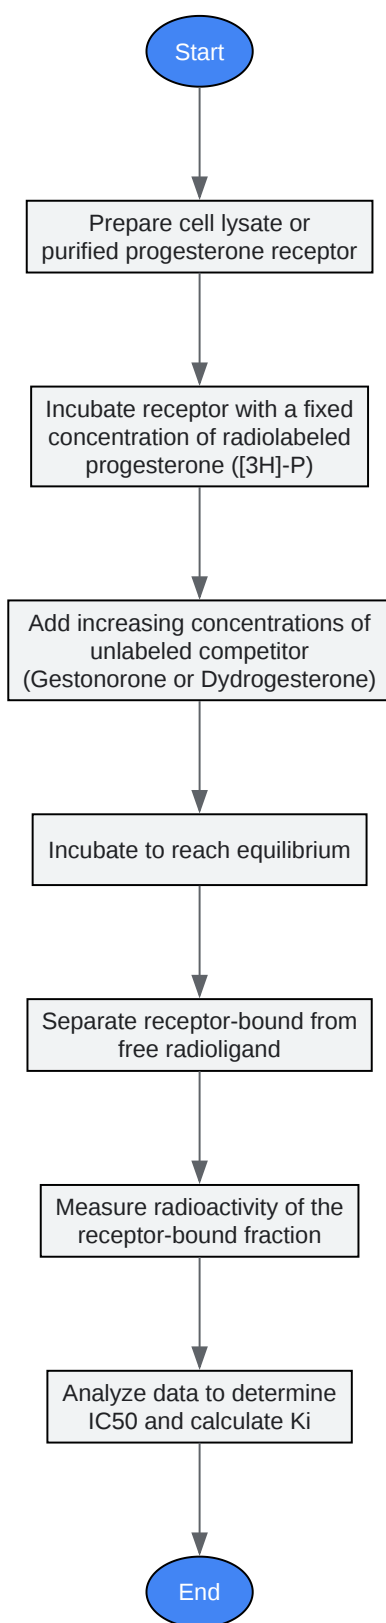 Start
Prepare cell lysate or
purified progesterone receptor
Incubate receptor with a fixed
concentration of radiolabeled
progesterone ([3H]-P)
Add increasing concentrations of
unlabeled competitor
(Gestonorone or Dydrogesterone)
Incubate to reach equilibrium
Separate receptor-bound from
free radioligand
Measure radioactivity of the
receptor-bound fraction
Analyze data to determine
IC50 and calculate Ki
End